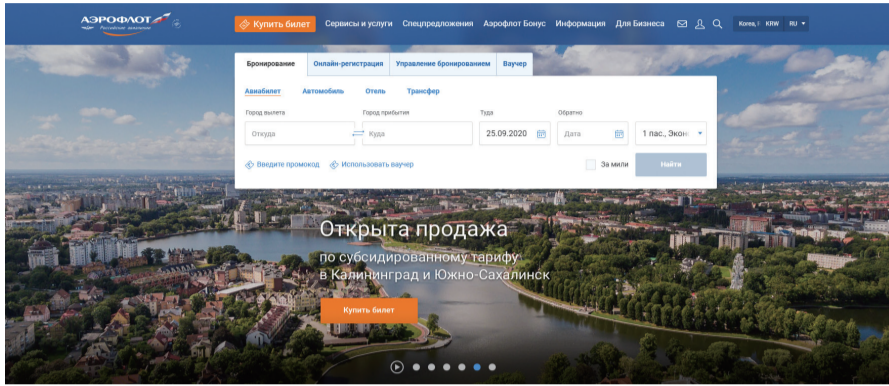 АЭРОФЛОТ
Российские авиалинии
Купить билет Сервисы и услуги Спецпредложения Аэрофлот Бонус Информация Для Бизнеса
KRW RU
Бронирование Онлайн-регистрация Управление бронированием Ваучер
Авиабилет Автомобиль Отель Трансфер
Город вылета Город прибытия Туда Обратно
Откуда Куда 25.09.2020 Дата 1 пас., Экон
Введите промокод Использовать ваучер За мили Найти
Открыта продажа
по субсидированному тарифу
в Калининград и Южно-Сахалинск
Купить билет